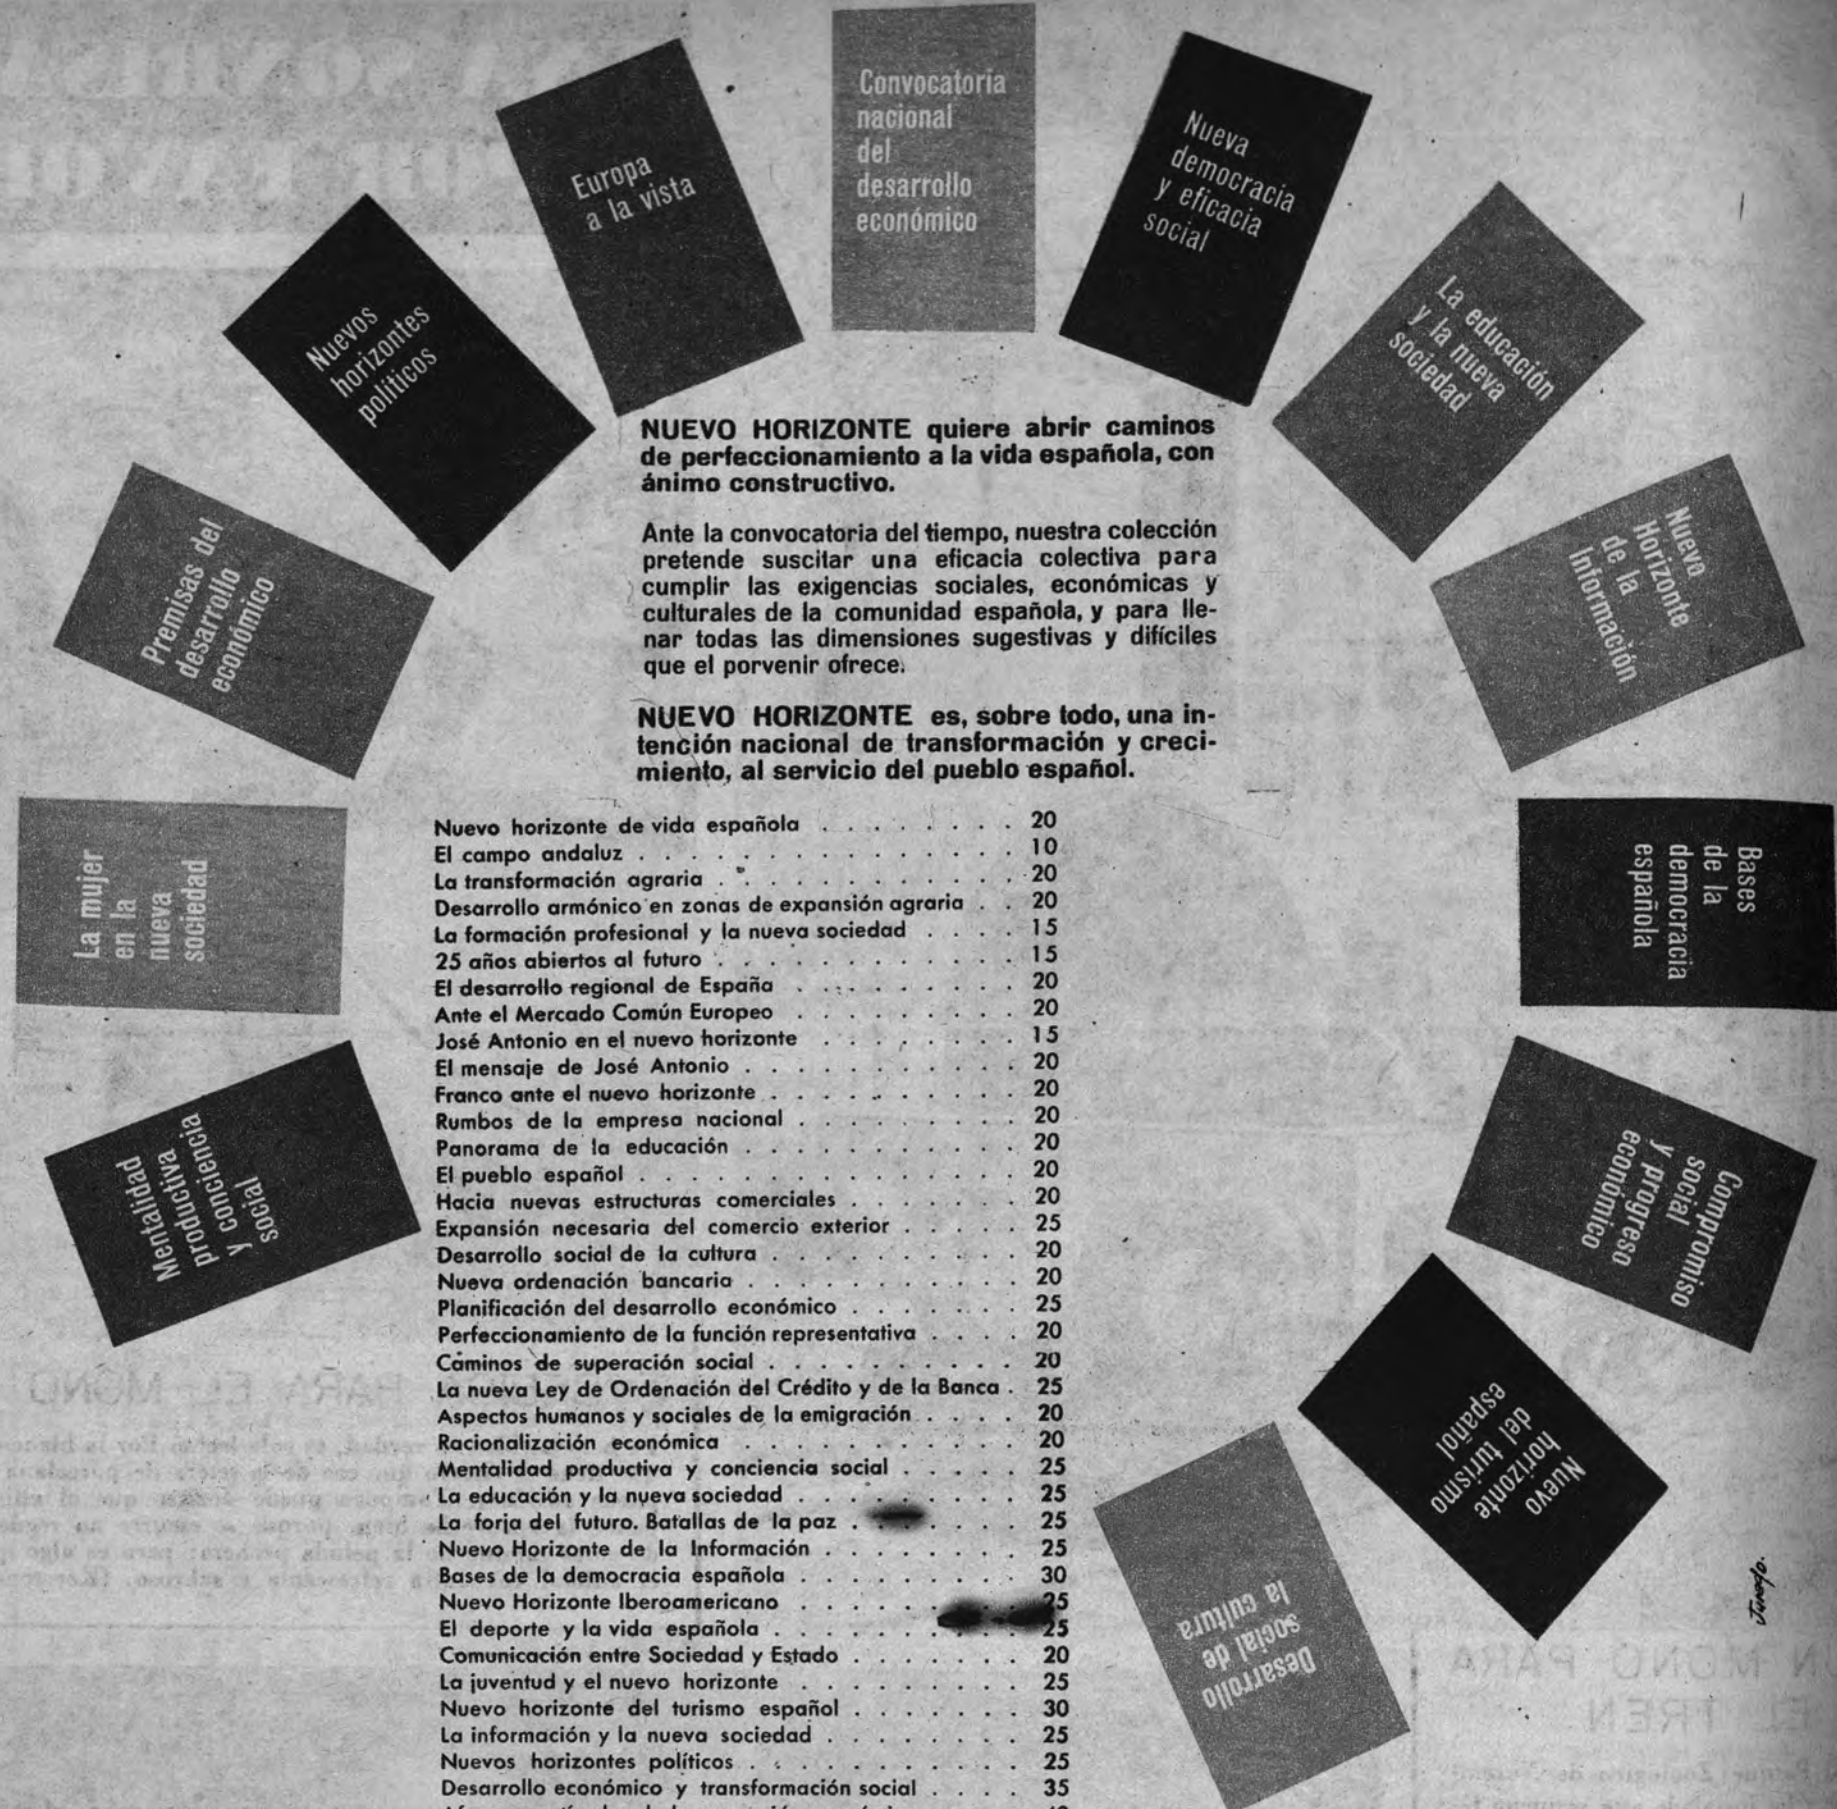 Convocatoria
nacional
del
desarrollo
económico
Europa
a la vista
Nueva
democracia
y eficacia
social
Nuevos
horizontes
políticos
La educación
y la nueva
sociedad
Premisas del
desarrollo
económico
Nuevo
Horizonte
de la
Información
La mujer
en la
nueva
sociedad
Bases
de la
democracia
española
Mentalidad
productiva
y conciencia
social
Compromiso
social
y progreso
económico
Nuevo
horizonte
del turismo
español
Desarrollo
social de
la cultura
NUEVO HORIZONTE quiere abrir caminos
de perfeccionamiento a la vida española, con
ánimo constructivo.
Ante la convocatoria del tiempo, nuestra colección
pretende suscitar una eficacia colectiva para
cumplir las exigencias sociales, económicas y
culturales de la comunidad española, y para lle-
nar todas las dimensiones sugestivas y difíciles
que el porvenir ofrece.
NUEVO HORIZONTE es, sobre todo, una in-
tención nacional de transformación y creci-
miento, al servicio del pueblo español.
Nuevo horizonte de vida española . . . . . . . . 20
El campo andaluz . . . . . . . . . . . . . . . 10
La transformación agraria . . . . . . . . . . . . 20
Desarrollo armónico en zonas de expansión agraria . . 20
La formación profesional y la nueva sociedad . . . . 15
25 años abiertos al futuro . . . . . . . . . . . . 15
El desarrollo regional de España . . . . . . . . . 20
Ante el Mercado Común Europeo . . . . . . . . . 20
José Antonio en el nuevo horizonte . . . . . . . . 15
El mensaje de José Antonio . . . . . . . . . . . 20
Franco ante el nuevo horizonte . . . . . . . . . . 20
Rumbos de la empresa nacional . . . . . . . . . 20
Panorama de la educación . . . . . . . . . . . 20
El pueblo español . . . . . . . . . . . . . . . 20
Hacia nuevas estructuras comerciales . . . . . . . 20
Expansión necesaria del comercio exterior . . . . . 25
Desarrollo social de la cultura . . . . . . . . . . 20
Nueva ordenación bancaria . . . . . . . . . . . 20
Planificación del desarrollo económico . . . . . . . 25
Perfeccionamiento de la función representativa . . . . 20
Caminos de superación social . . . . . . . . . . 20
La nueva Ley de Ordenación del Crédito y de la Banca . 25
Aspectos humanos y sociales de la emigración . . . . 20
Racionalización económica . . . . . . . . . . . 20
Mentalidad productiva y conciencia social . . . . . 25
La educación y la nueva sociedad . . . . . . . . . 25
La forja del futuro. Batallas de la paz . . . . . . . 25
Nuevo Horizonte de la Información . . . . . . . . 25
Bases de la democracia española . . . . . . . . . 30
Nuevo Horizonte Iberoamericano . . . . . . . . . 25
El deporte y la vida española . . . . . . . . . . 25
Comunicación entre Sociedad y Estado . . . . . . . 20
La juventud y el nuevo horizonte . . . . . . . . . 25
Nuevo horizonte del turismo español . . . . . . . 30
La información y la nueva sociedad . . . . . . . . 25
Nuevos horizontes políticos . . . . . . . . . . . 25
Desarrollo económico y transformación social . . . . 35